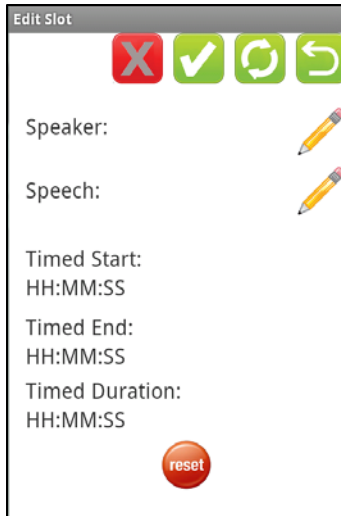 Edit Slot
Speaker:
Speech:
Timed Start:
HH:MM:SS
Timed End:
HH:MM:SS
Timed Duration:
HH:MM:SS
reset